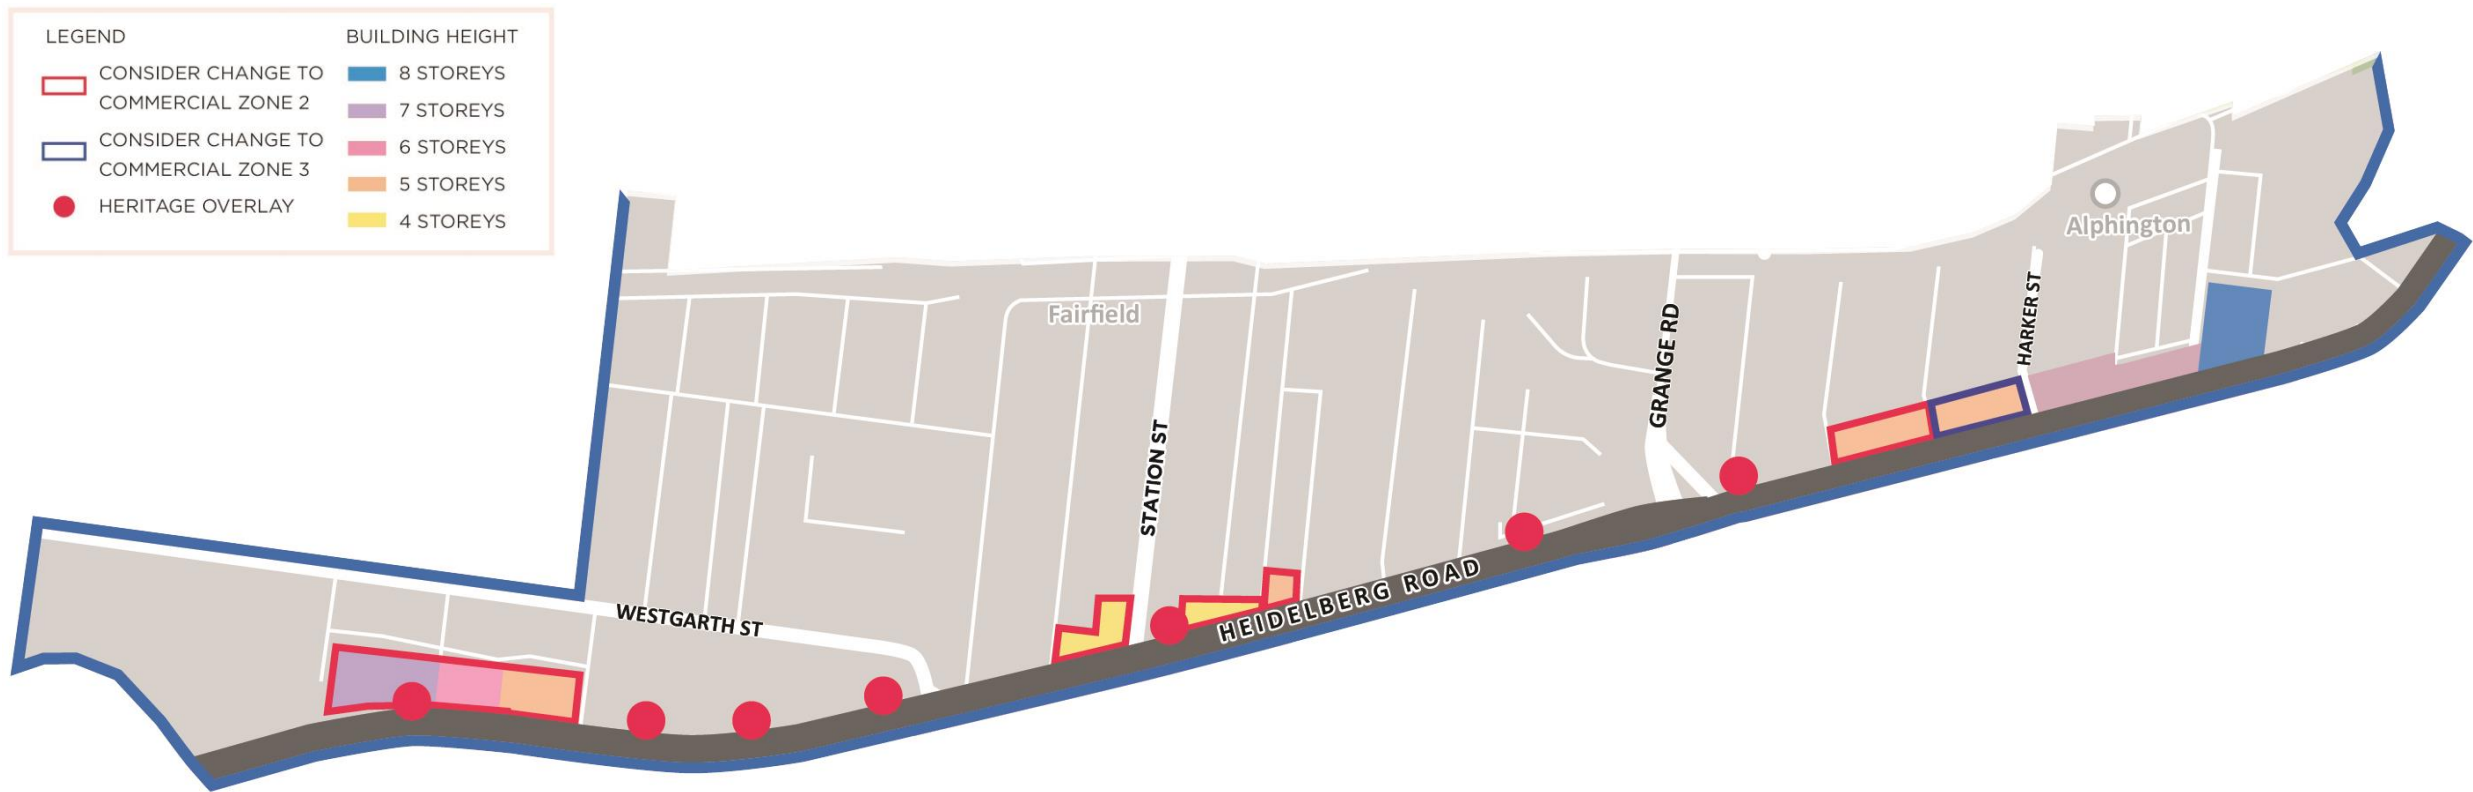 LEGEND
CONSIDER CHANGE TO
COMMERCIAL ZONE 2
CONSIDER CHANGE TO
COMMERCIAL ZONE 3
HERITAGE OVERLAY
BUILDING HEIGHT
8 STOREYS
7 STOREYS
6 STOREYS
5 STOREYS
4 STOREYS
Alphington
Fairfield
HARKER ST
GRANGE RD
STATION ST
WESTGARTH ST
HEIDELBERG ROAD